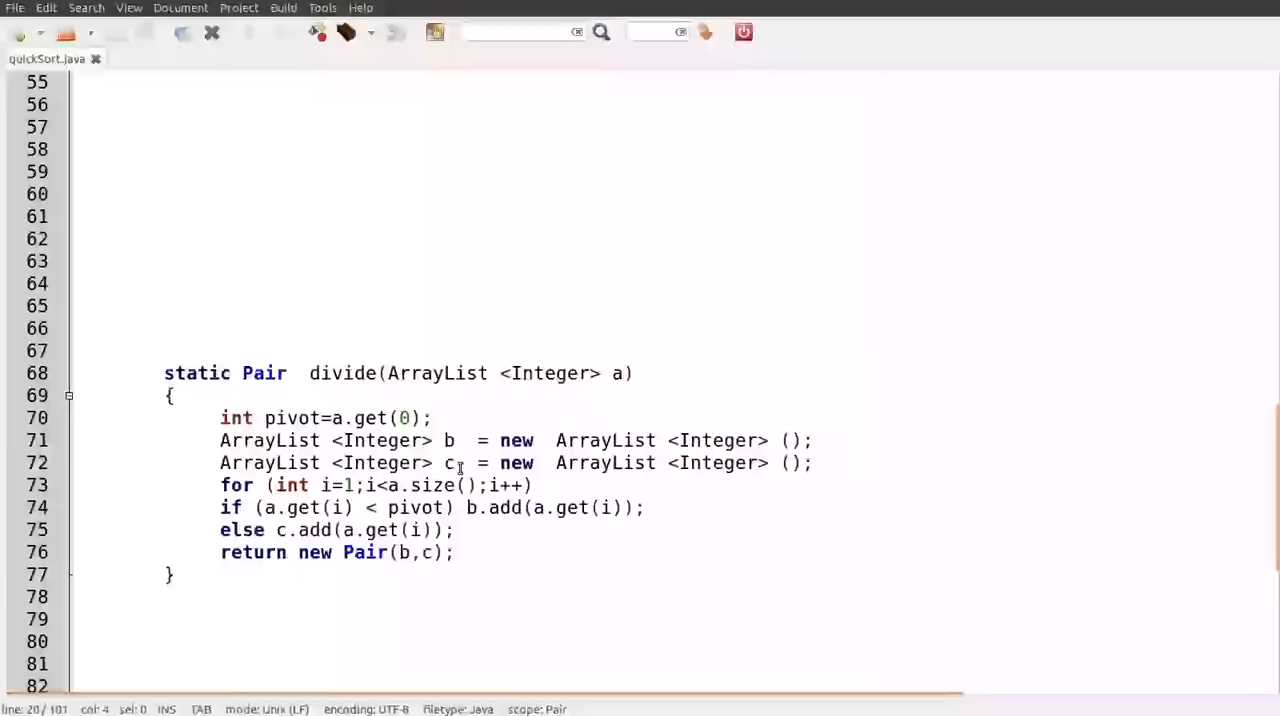 File Edit Search View Document Project Build Tools Help
quickSort.java
55
56
57
58
59
60
61
62
63
64
65
66
67
68 static Pair  divide(ArrayList <Integer> a)
69 {
70 int pivot=a.get(0);
71 ArrayList <Integer> b  = new  ArrayList <Integer> ();
72 ArrayList <Integer> c  = new  ArrayList <Integer> ();
73 for (int i=1;i<a.size();i++)
74 if (a.get(i) < pivot) b.add(a.get(i));
75 else c.add(a.get(i));
76 return new Pair(b,c);
77 }
78
79
80
81
82
line: 20 / 101 col: 4 sel: 0 INS TAB mode: Unix (LF) encoding: UTF-8 filetype: Java scope: Pair